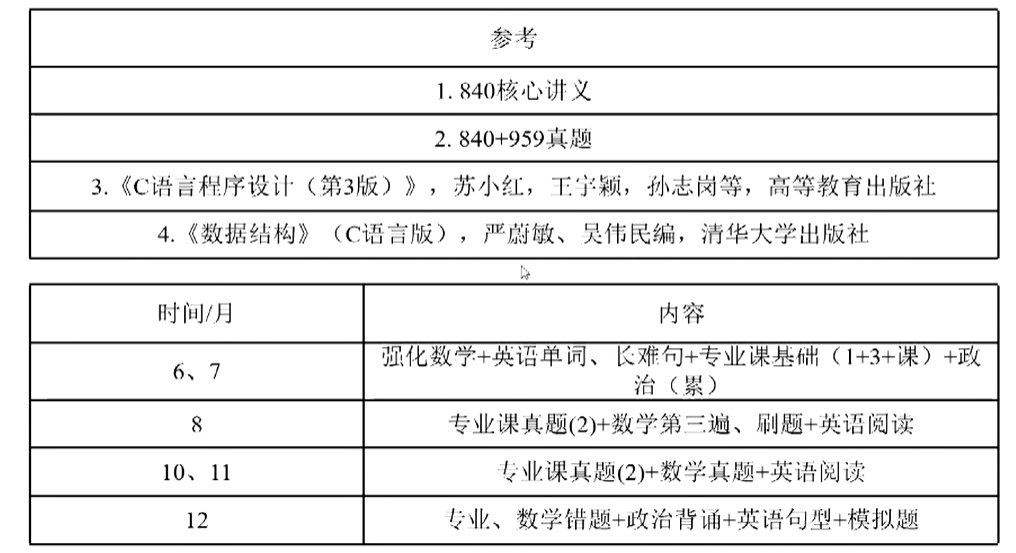 参考
1. 840核心讲义
2. 840+959真题
3.《C语言程序设计（第3版）》，苏小红，王宇颖，孙志岗等，高等教育出版社
4.《数据结构》（C语言版），严蔚敏、吴伟民编，清华大学出版社
时间/月 内容
6、7 强化数学+英语单词、长难句+专业课基础（1+3+课）+政
治（累）
8 专业课真题(2)+数学第三遍、刷题+英语阅读
10、11 专业课真题(2)+数学真题+英语阅读
12 专业、数学错题+政治背诵+英语句型+模拟题